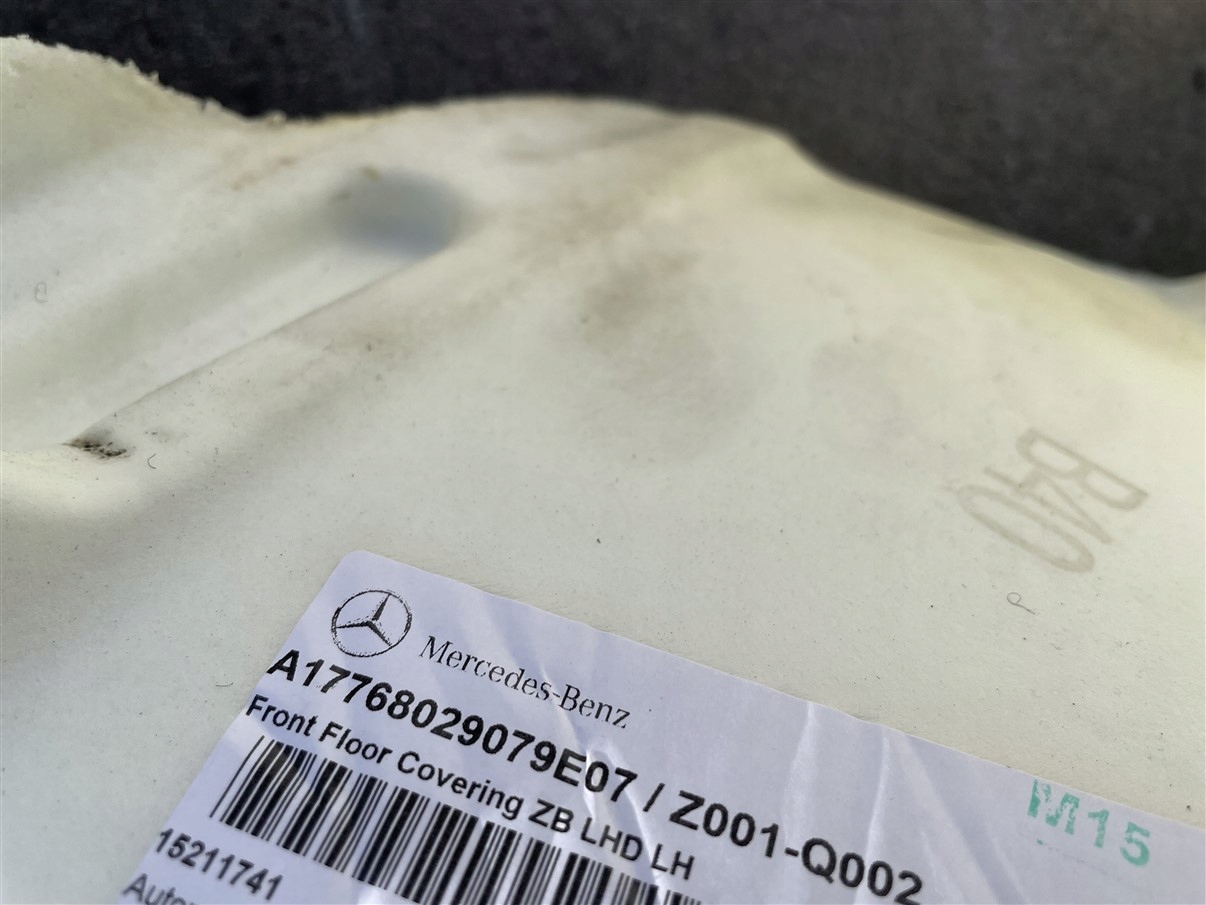 B40
Mercedes-Benz
A17768029079E07 / Z001-Q002
Front Floor Covering ZB LHD LH
M15
15211741